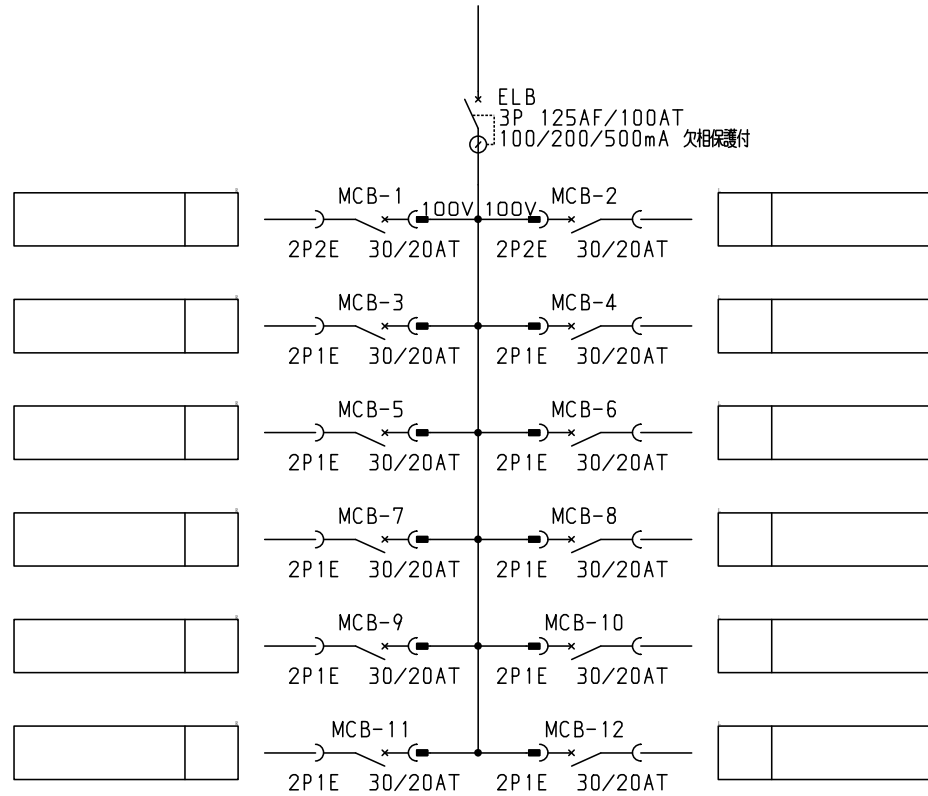 ELB
3P 125AF/100AT
100/200/500mA 欠相保護付
MCB-1 100V 100V MCB-2
2P2E 30/20AT 2P2E 30/20AT
MCB-3 MCB-4
2P1E 30/20AT 2P1E 30/20AT
MCB-5 MCB-6
2P1E 30/20AT 2P1E 30/20AT
MCB-7 MCB-8
2P1E 30/20AT 2P1E 30/20AT
MCB-9 MCB-10
2P1E 30/20AT 2P1E 30/20AT
MCB-11 MCB-12
2P1E 30/20AT 2P1E 30/20AT